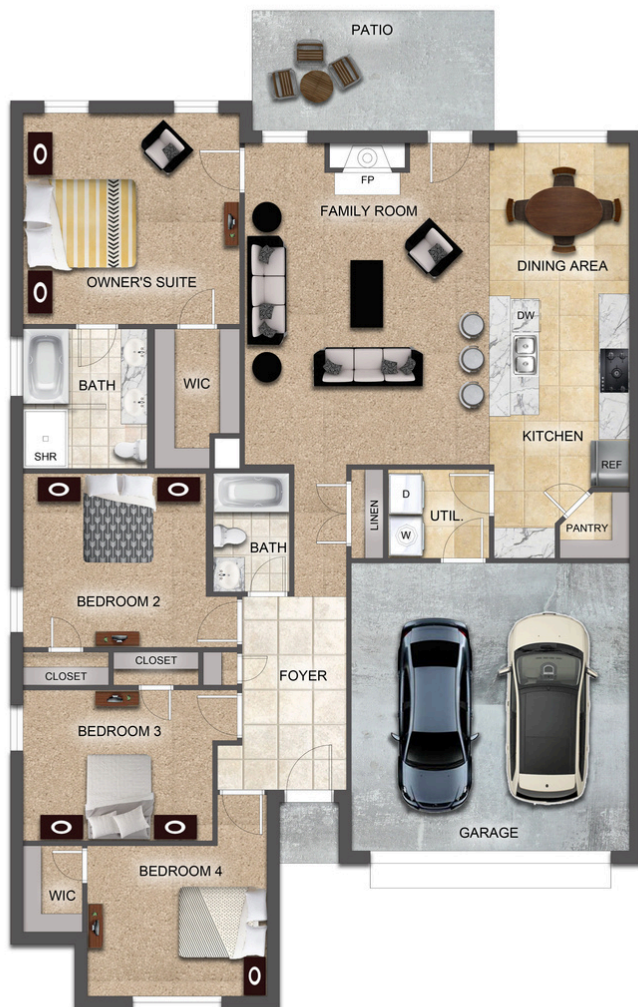 PATIO
FP
FAMILY ROOM
DINING AREA
OWNER'S SUITE
DW
BATH
WIC
KITCHEN
SHR
REF
D
LINEN
UTIL.
W
PANTRY
BATH
BEDROOM 2
CLOSET
CLOSET
FOYER
BEDROOM 3
GARAGE
BEDROOM 4
WIC